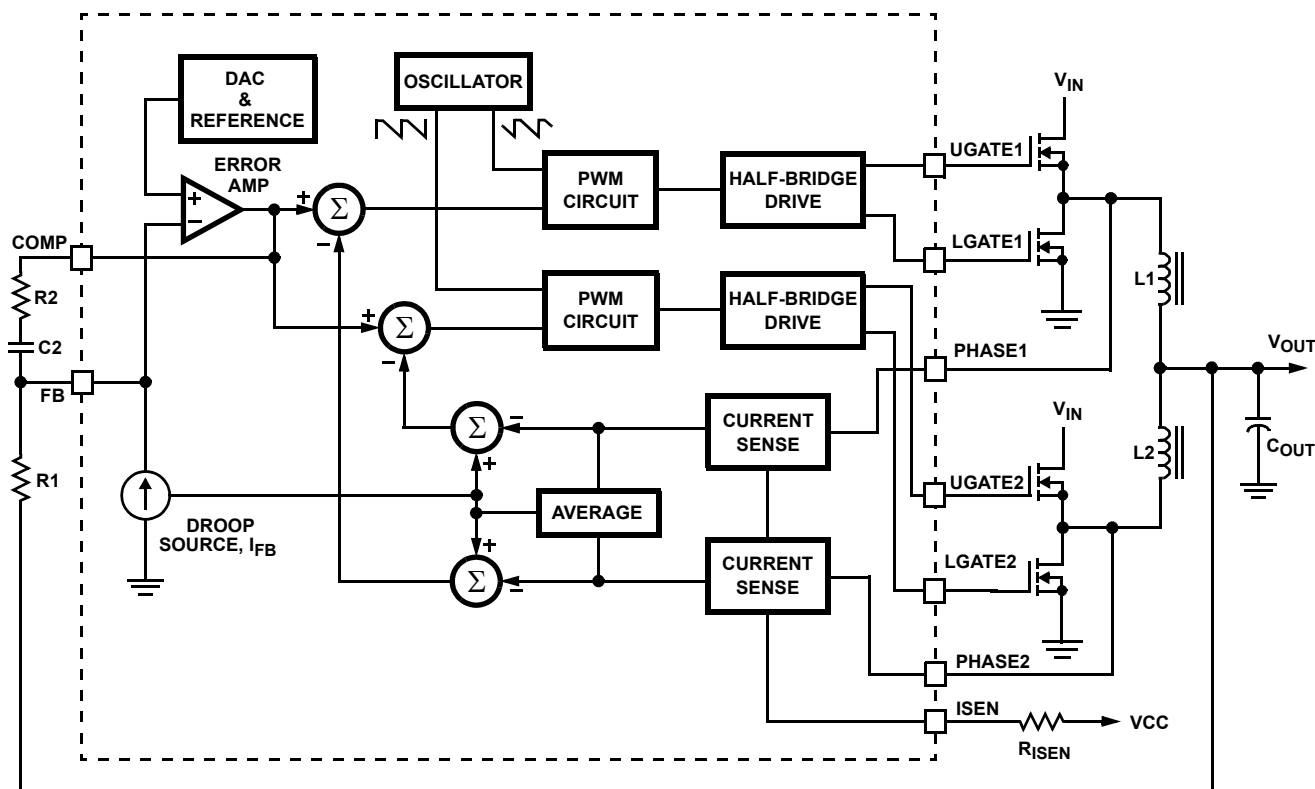 DAC
&
REFERENCE
OSCILLATOR
V_IN
ERROR
AMP
+
−
+
Σ
−
PWM
CIRCUIT
HALF-BRIDGE
DRIVE
UGATE1
LGATE1
COMP
R2
C2
FB
R1
+
Σ
−
PWM
CIRCUIT
HALF-BRIDGE
DRIVE
L1
PHASE1
V_OUT
C_OUT
Σ
−
+
CURRENT
SENSE
V_IN
L2
UGATE2
AVERAGE
DROOP
SOURCE, I_FB
+
Σ
−
CURRENT
SENSE
LGATE2
PHASE2
ISEN
R_ISEN
VCC